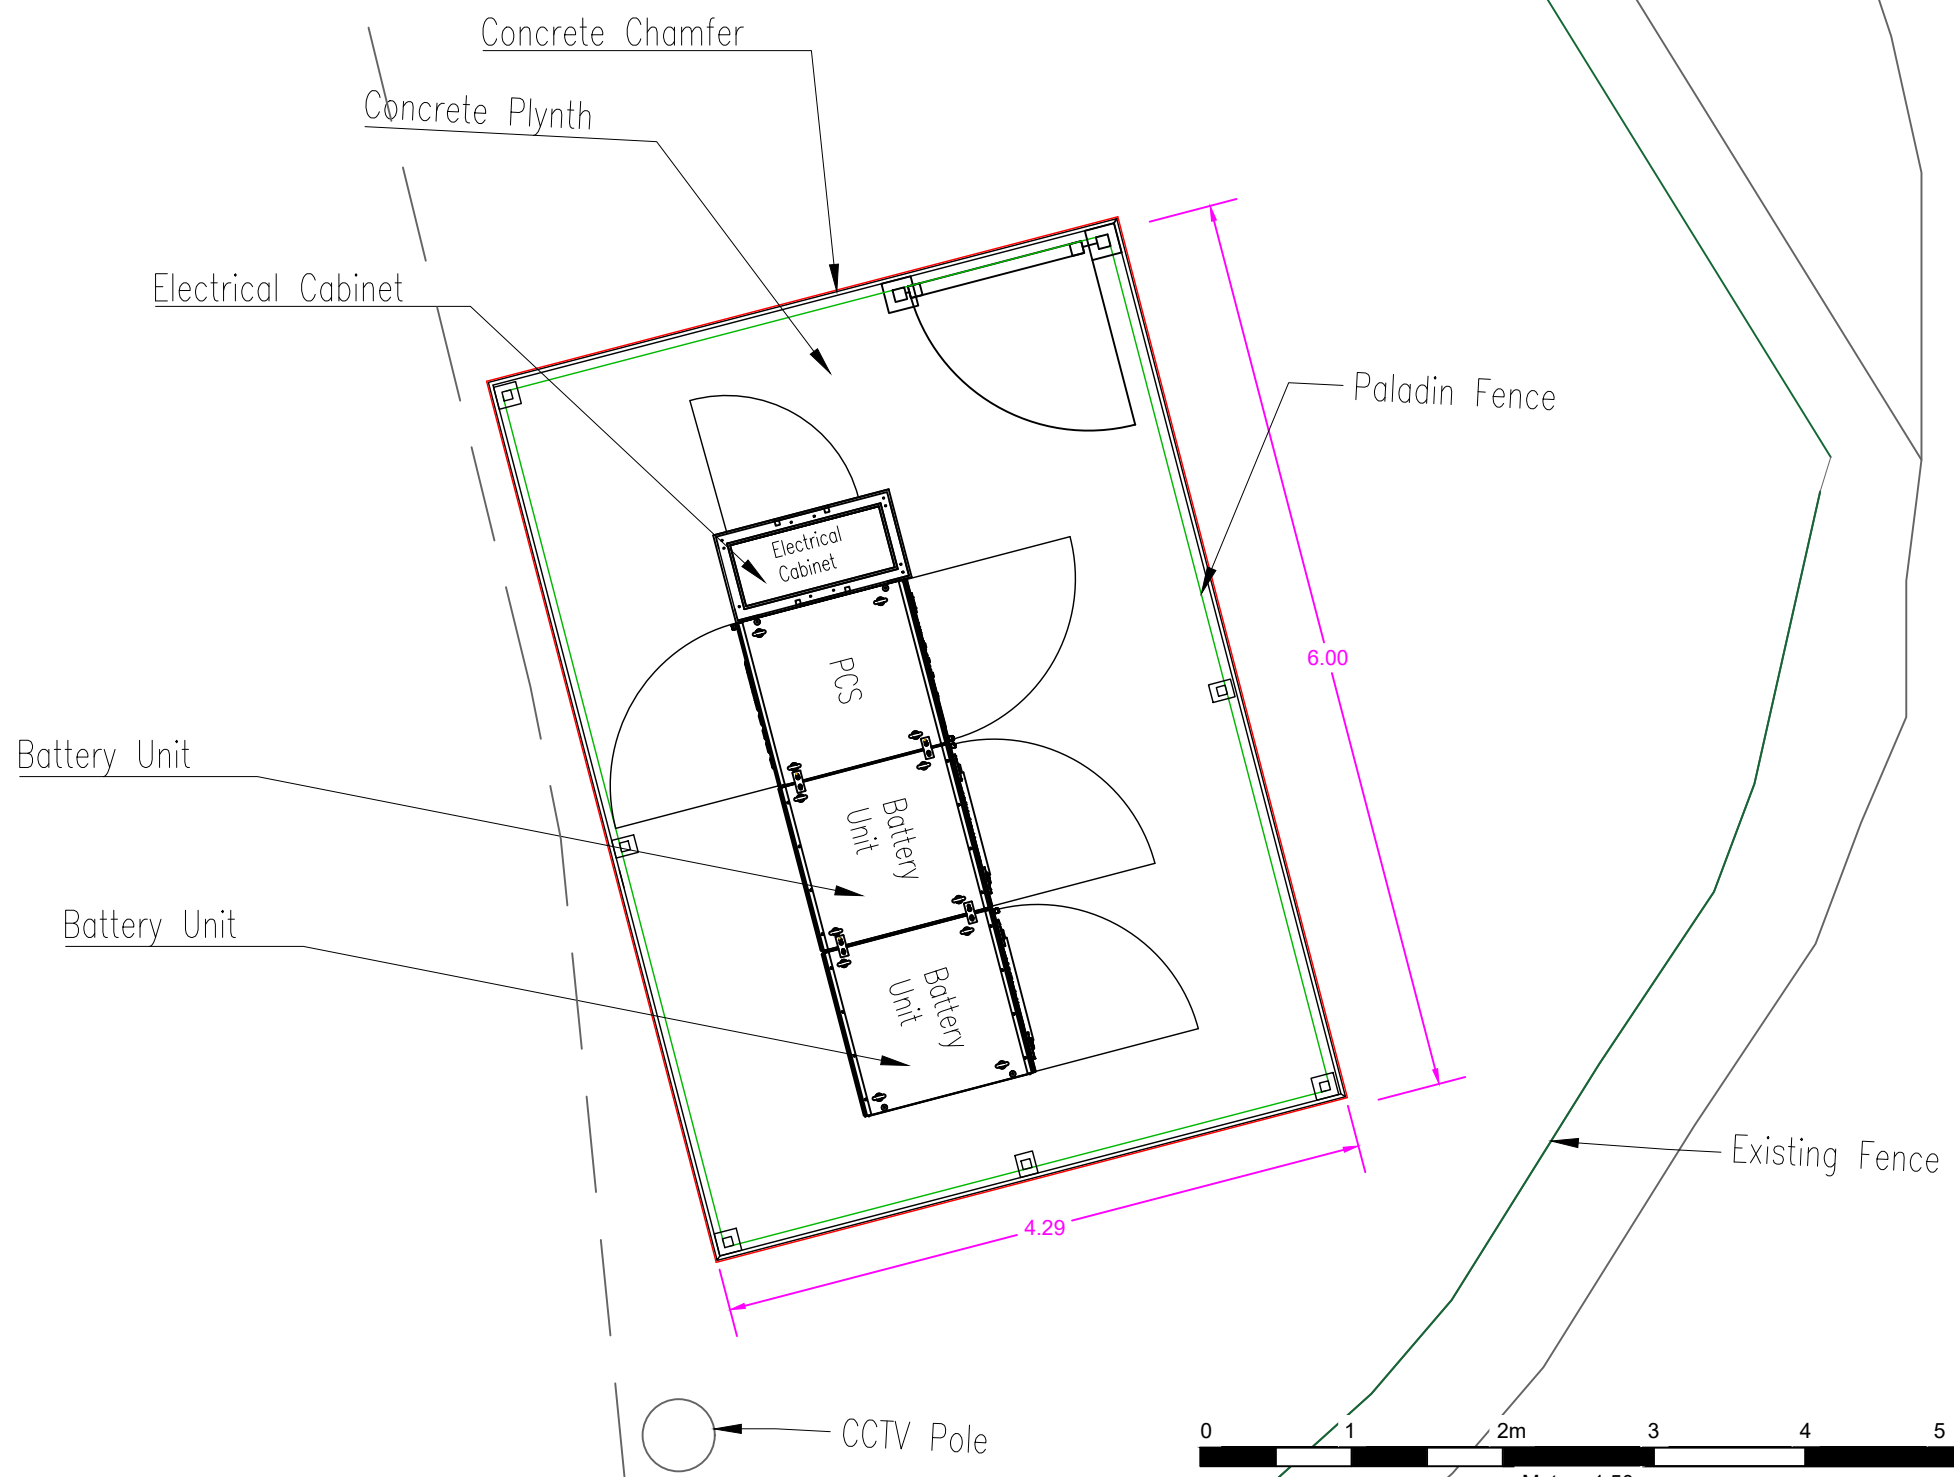 Concrete Chamfer
Concrete Plynth
Electrical Cabinet
Paladin Fence
Electrical
Cabinet
PCS
6.00
Battery Unit
Battery
Unit
Battery Unit
Battery
Unit
Existing Fence
4.29
CCTV Pole
0 1 2m 3 4 5